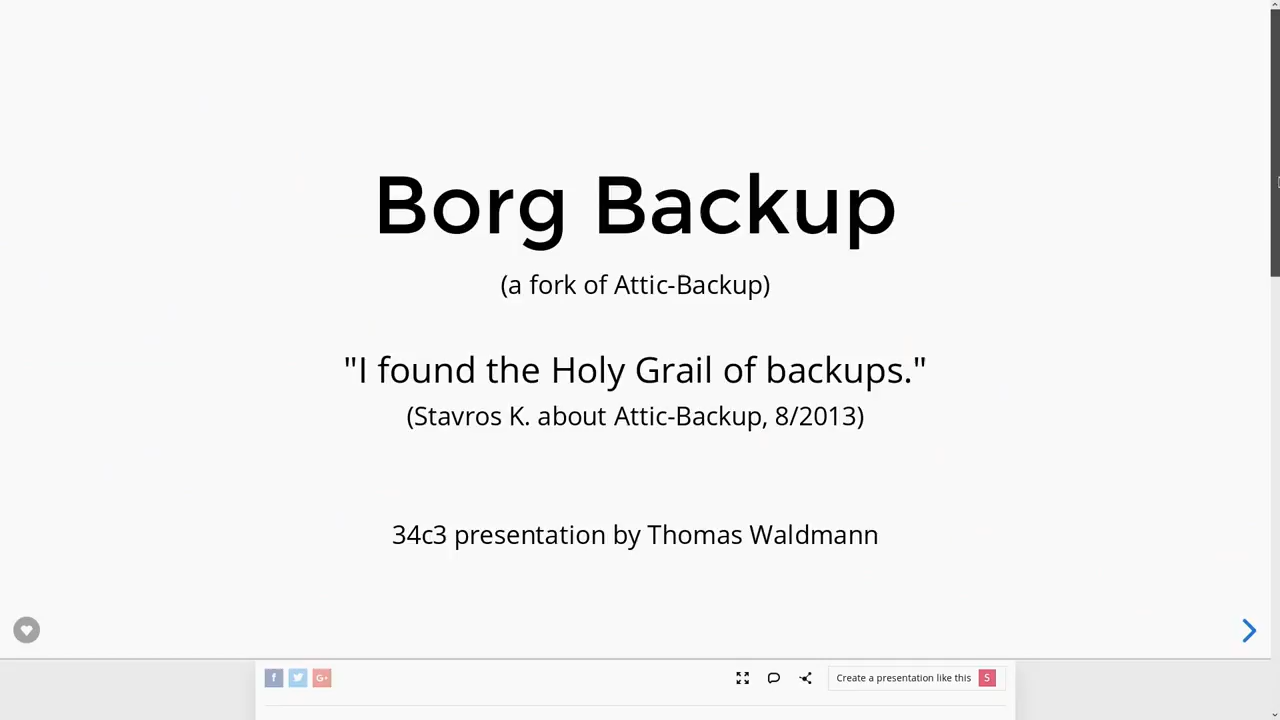 Borg Backup
(a fork of Attic-Backup)
"I found the Holy Grail of backups."
(Stavros K. about Attic-Backup, 8/2013)
34c3 presentation by Thomas Waldmann
f
G+
Create a presentation like this 5